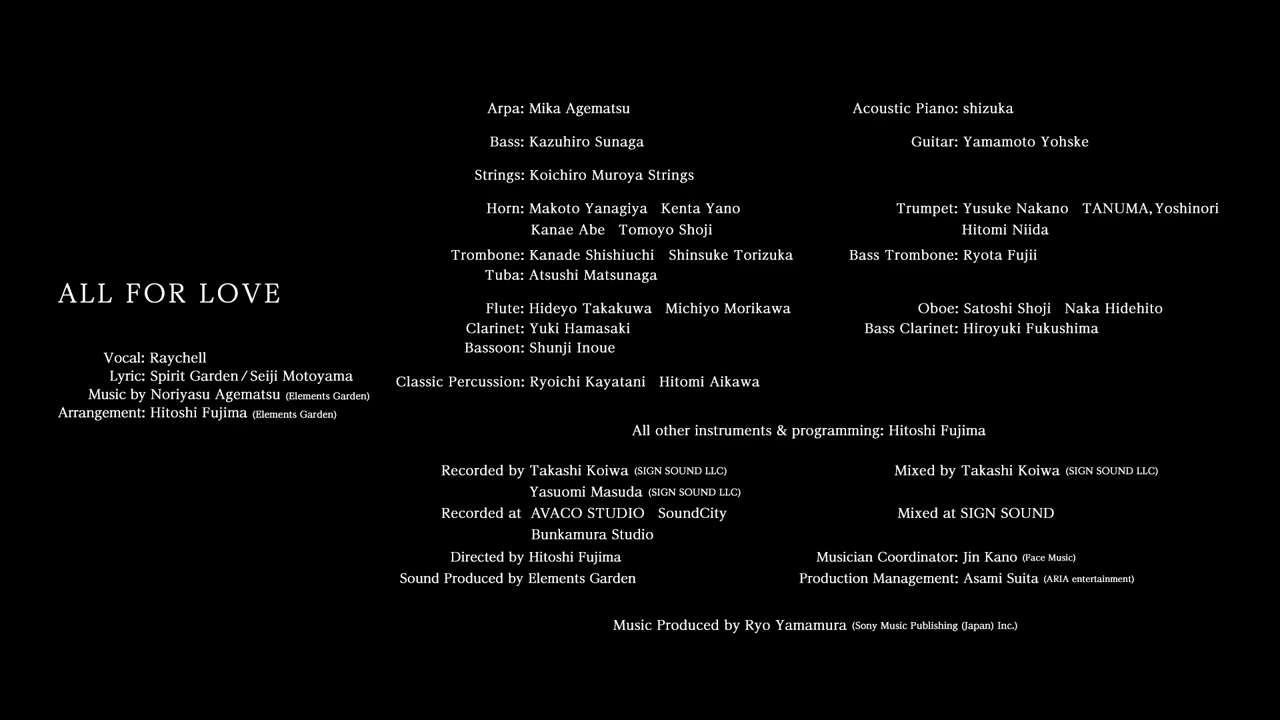 ALL FOR LOVE
Vocal: Raychell
Lyric: Spirit Garden / Seiji Motoyama
Music by Noriyasu Agematsu (Elements Garden)
Arrangement: Hitoshi Fujima (Elements Garden)
Arpa: Mika Agematsu
Acoustic Piano: shizuka
Bass: Kazuhiro Sunaga
Guitar: Yamamoto Yohske
Strings: Koichiro Muroya Strings
Horn: Makoto Yanagiya Kenta Yano
Kanae Abe Tomoyo Shoji
Trumpet: Yusuke Nakano TANUMA, Yoshinori
Hitomi Niida
Trombone: Kanade Shishiuchi Shinsuke Torizuka
Bass Trombone: Ryota Fujii
Tuba: Atsushi Matsunaga
Flute: Hideyo Takakuwa Michiyo Morikawa
Oboe: Satoshi Shoji Naka Hidehito
Clarinet: Yuki Hamasaki
Bass Clarinet: Hiroyuki Fukushima
Bassoon: Shunji Inoue
Classic Percussion: Ryoichi Kayatani Hitomi Aikawa
All other instruments & programming: Hitoshi Fujima
Recorded by Takashi Koiwa (SIGN SOUND LLC)
Yasuomi Masuda (SIGN SOUND LLC)
Mixed by Takashi Koiwa (SIGN SOUND LLC)
Recorded at AVACO STUDIO SoundCity
Bunkamura Studio
Mixed at SIGN SOUND
Directed by Hitoshi Fujima
Musician Coordinator: Jin Kano (Face Music)
Sound Produced by Elements Garden
Production Management: Asami Suita (ARIA entertainment)
Music Produced by Ryo Yamamura (Sony Music Publishing (Japan) Inc.)